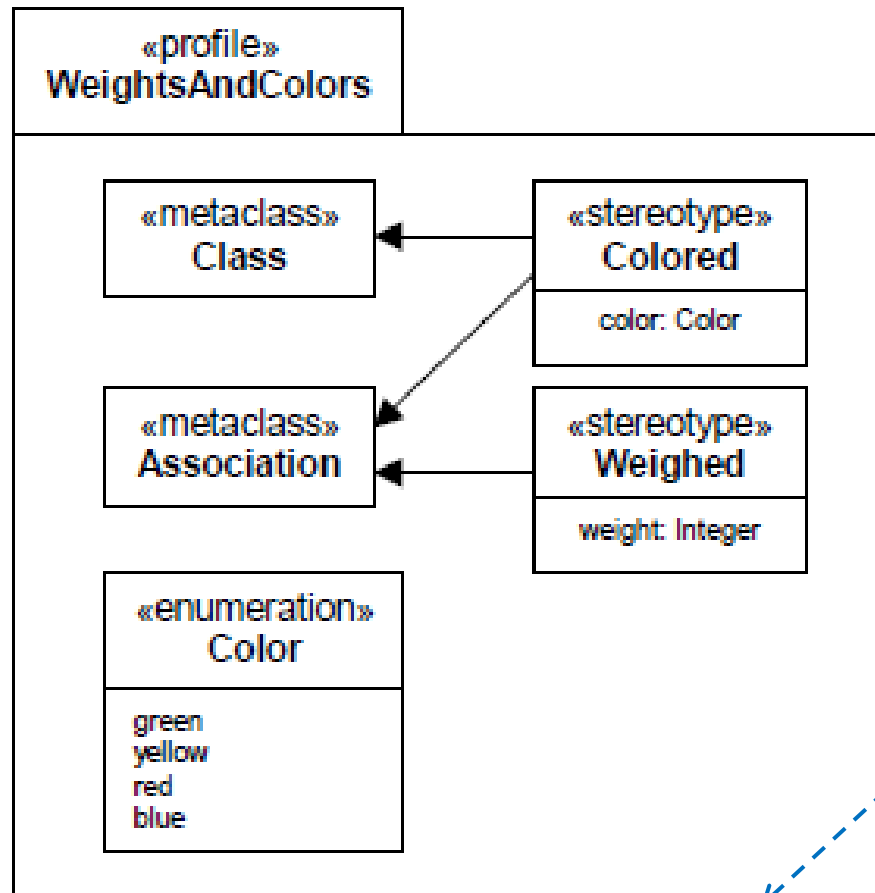 «profile»
WeightsAndColors
«metaclass»
Class
«stereotype»
Colored
color: Color
«metaclass»
Association
«stereotype»
Weighed
weight: Integer
«enumeration»
Color
green
yellow
red
blue